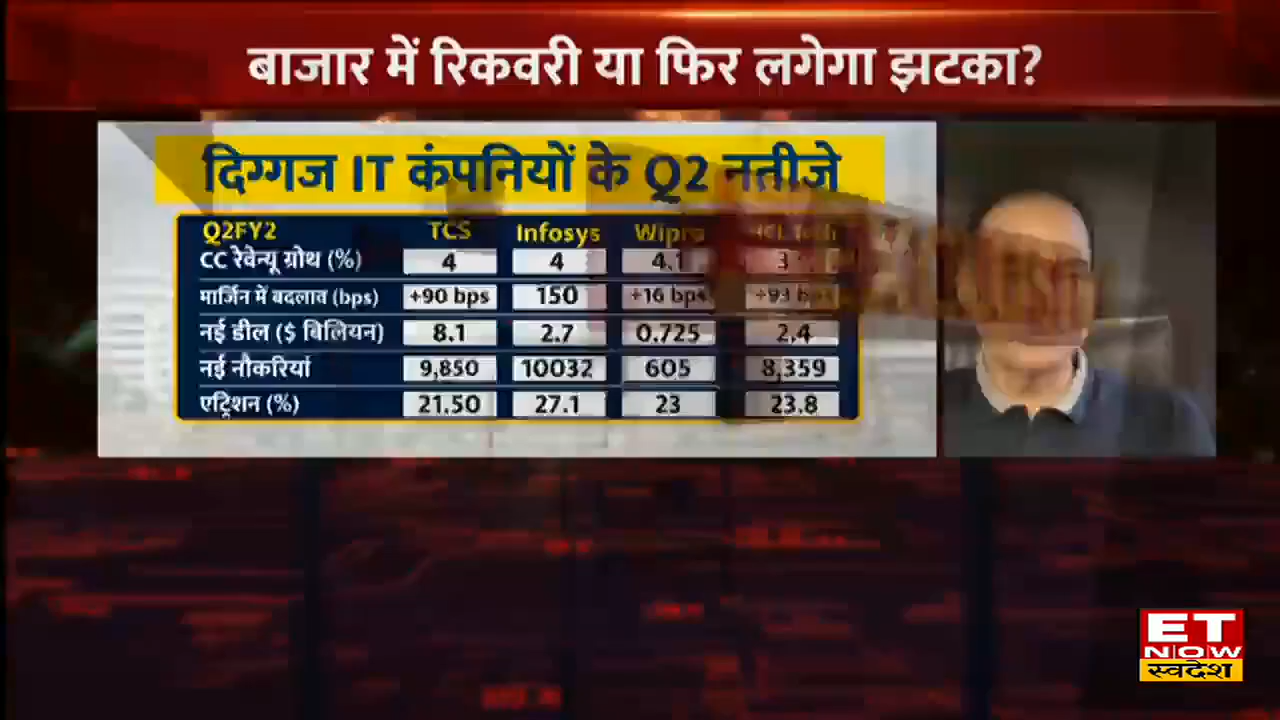 बाजार में रिकवरी या फिर लगेगा झटका?
दिग्गज IT कंपनियों के Q2 नतीजे
Q2FY2 TCS Infosys Wipro
CC रेवेन्यू ग्रोथ (%) 4 4 4.1
मार्जिन में बदलाव (bps) +90 bps 150 +16 bps
नई डील ($ बिलियन) 8.1 2.7 0.725 2.4
नई नौकरियां 9,850 10032 605 8,359
एट्रिशन (%) 21.50 27.1 23 23.8
ET
NOW
स्वदेश